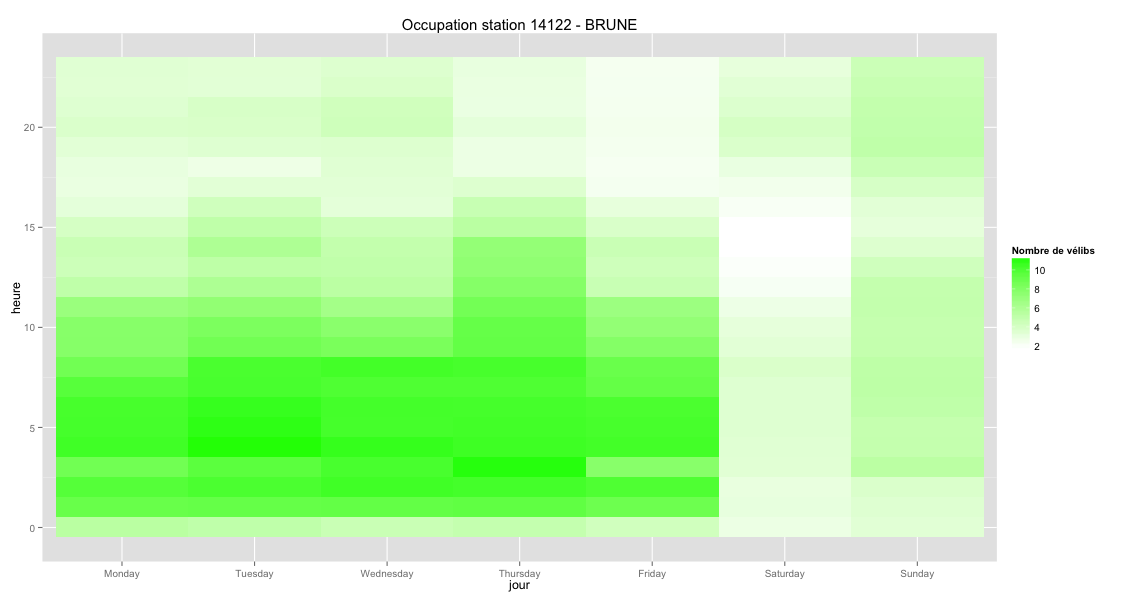 Occupation station 14122 - BRUNE
heure
20
15
10
5
0
Monday Tuesday Wednesday Thursday Friday Saturday Sunday
jour
Nombre de vélibs
10
8
6
4
2